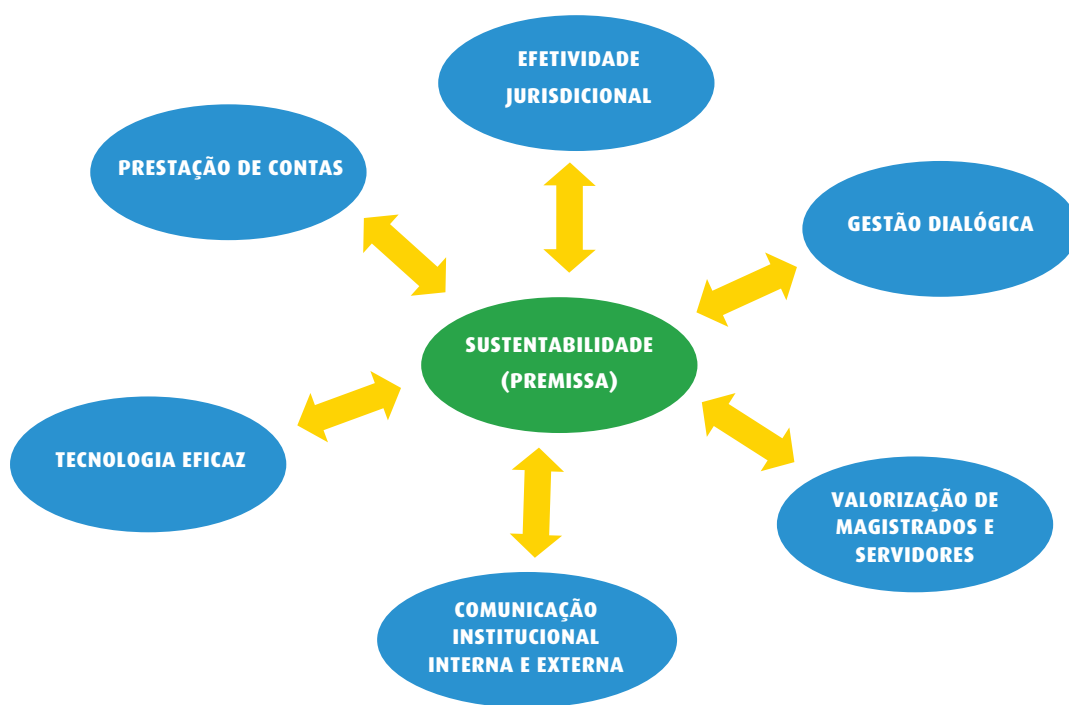 EFETIVIDADE
JURISDICIONAL
PRESTAÇÃO DE CONTAS
GESTÃO DIALÓGICA
SUSTENTABILIDADE
(PREMISSA)
TECNOLOGIA EFICAZ
VALORIZAÇÃO DE
MAGISTRADOS E
SERVIDORES
COMUNICAÇÃO
INSTITUCIONAL
INTERNA E EXTERNA